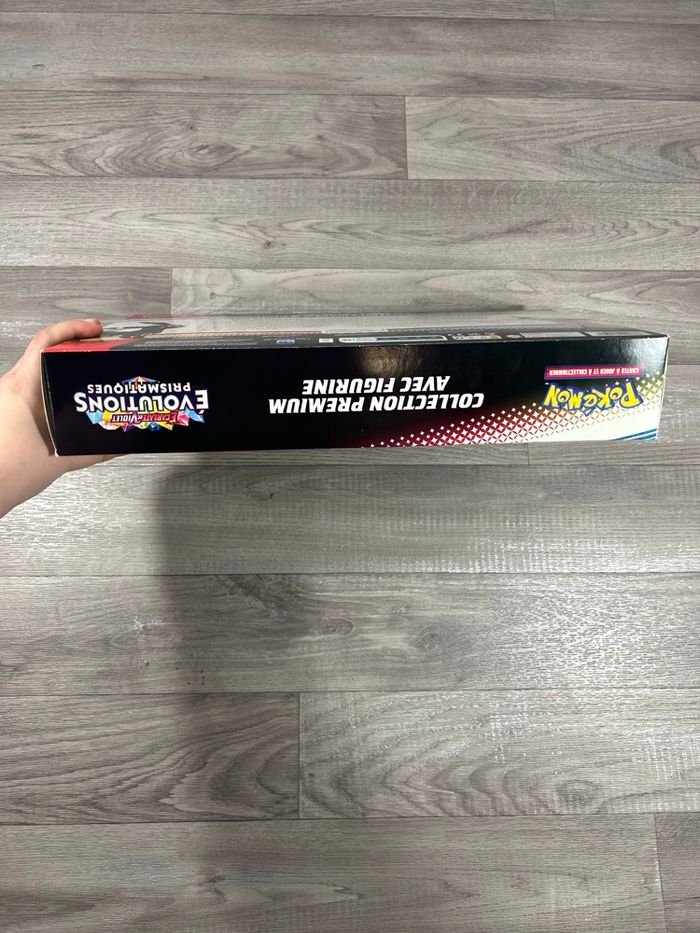 POKÉMON
CARTES À JOUER ET À COLLECTIONNER
COLLECTION PREMIUM
AVEC FIGURINE
ÉCARLATE ET VIOLET
ÉVOLUTIONS
PRISMATIQUES